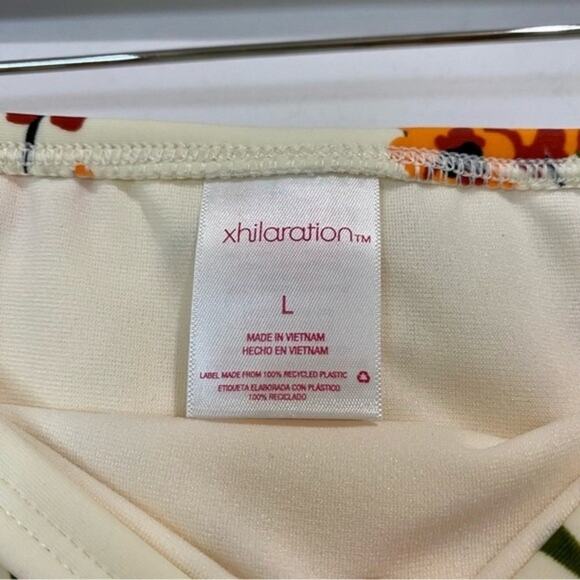 xhilaration™
L
MADE IN VIETNAM
HECHO EN VIETNAM
LABEL MADE FROM 100% RECYCLED PLASTIC
ETIQUETA ELABORADA CON PLÁSTICO
100% RECICLADO